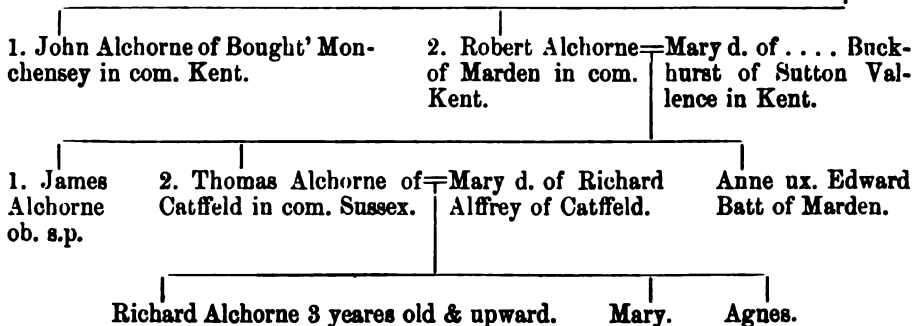 1. John Alchorne of Bought' Mon-
chensey in com. Kent.
2. Robert Alchorne
of Marden in com.
Kent.
Mary d. of .... Buck-
hurst of Sutton Val-
lence in Kent.
1. James
Alchorne
ob. s.p.
2. Thomas Alchorne of
Catffeld in com. Sussex.
Mary d. of Richard
Alffrey of Catffeld.
Anne ux. Edward
Batt of Marden.
Richard Alchorne 3 yeares old & upward.
Mary.
Agnes.